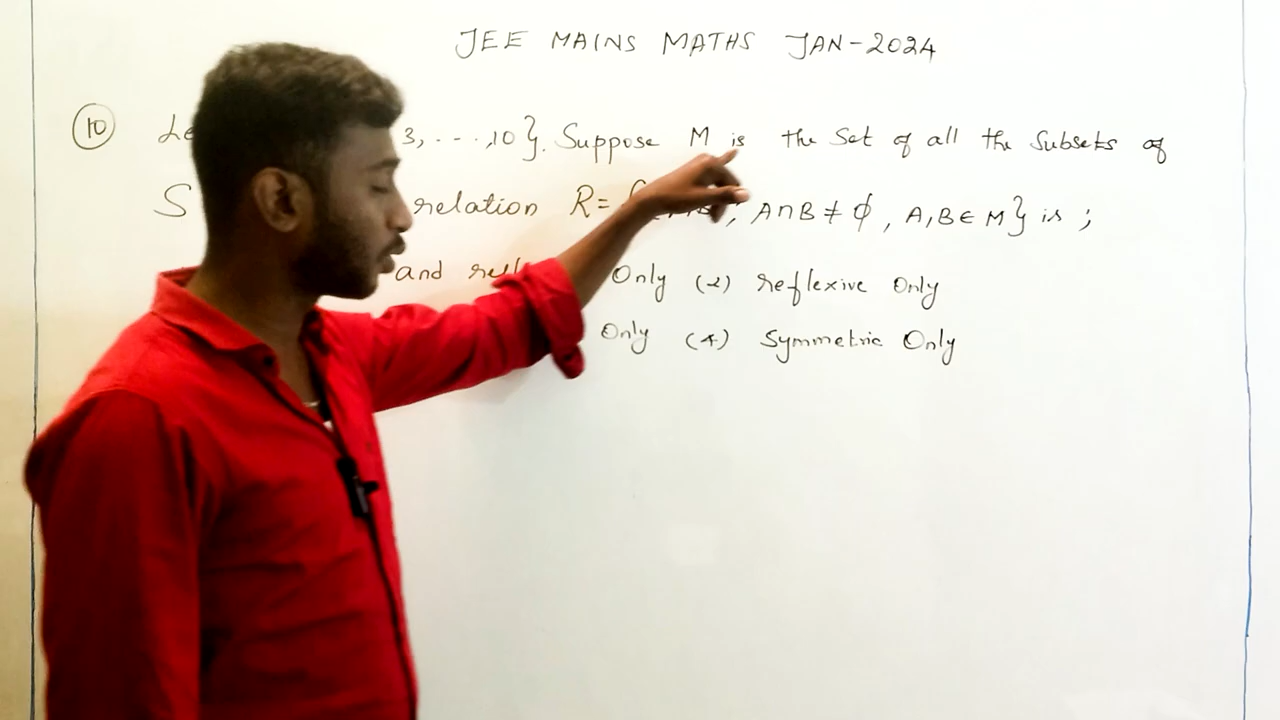 JEE MAINS MATHS JAN-2024
(10) 3, ---,10}. Suppose M is the Set of all the Subsets of
S relation R= A∩B ≠ ϕ , A,B ∈ M} is ;
and Only (2) reflexive Only
Only (4) Symmetric Only